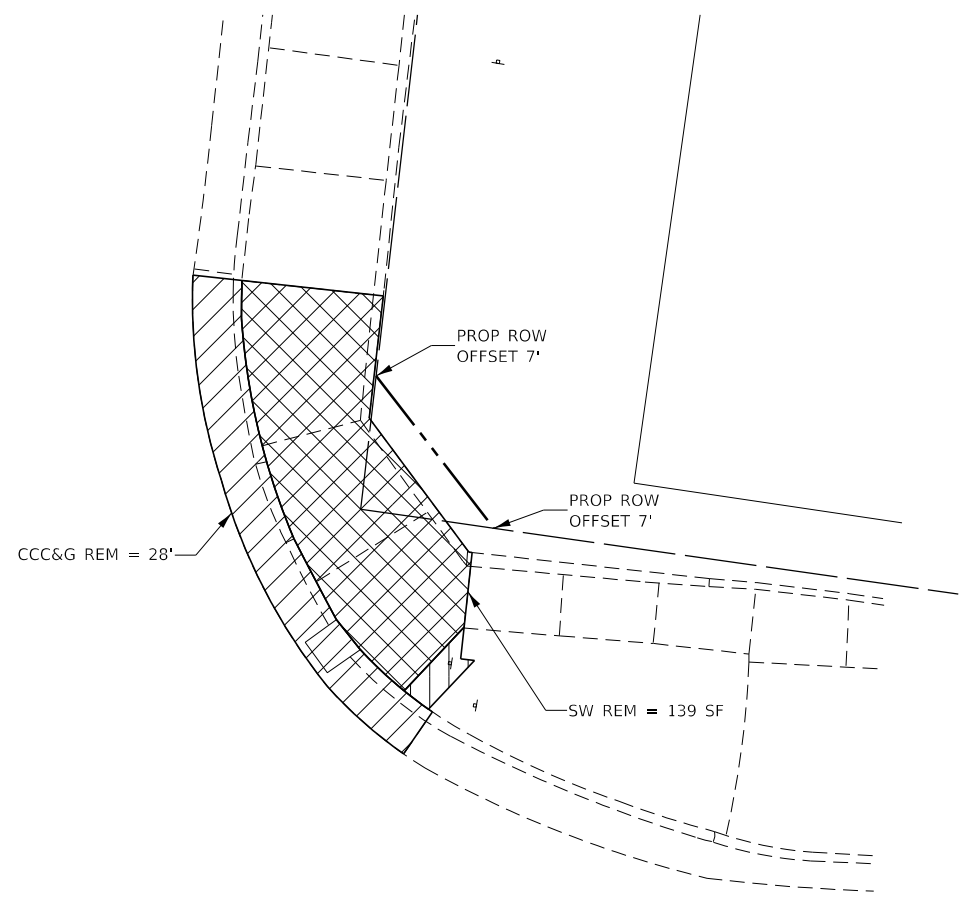 PROP ROW
OFFSET 7'
PROP ROW
OFFSET 7'
CCC&G REM = 28'
SW REM = 139 SF